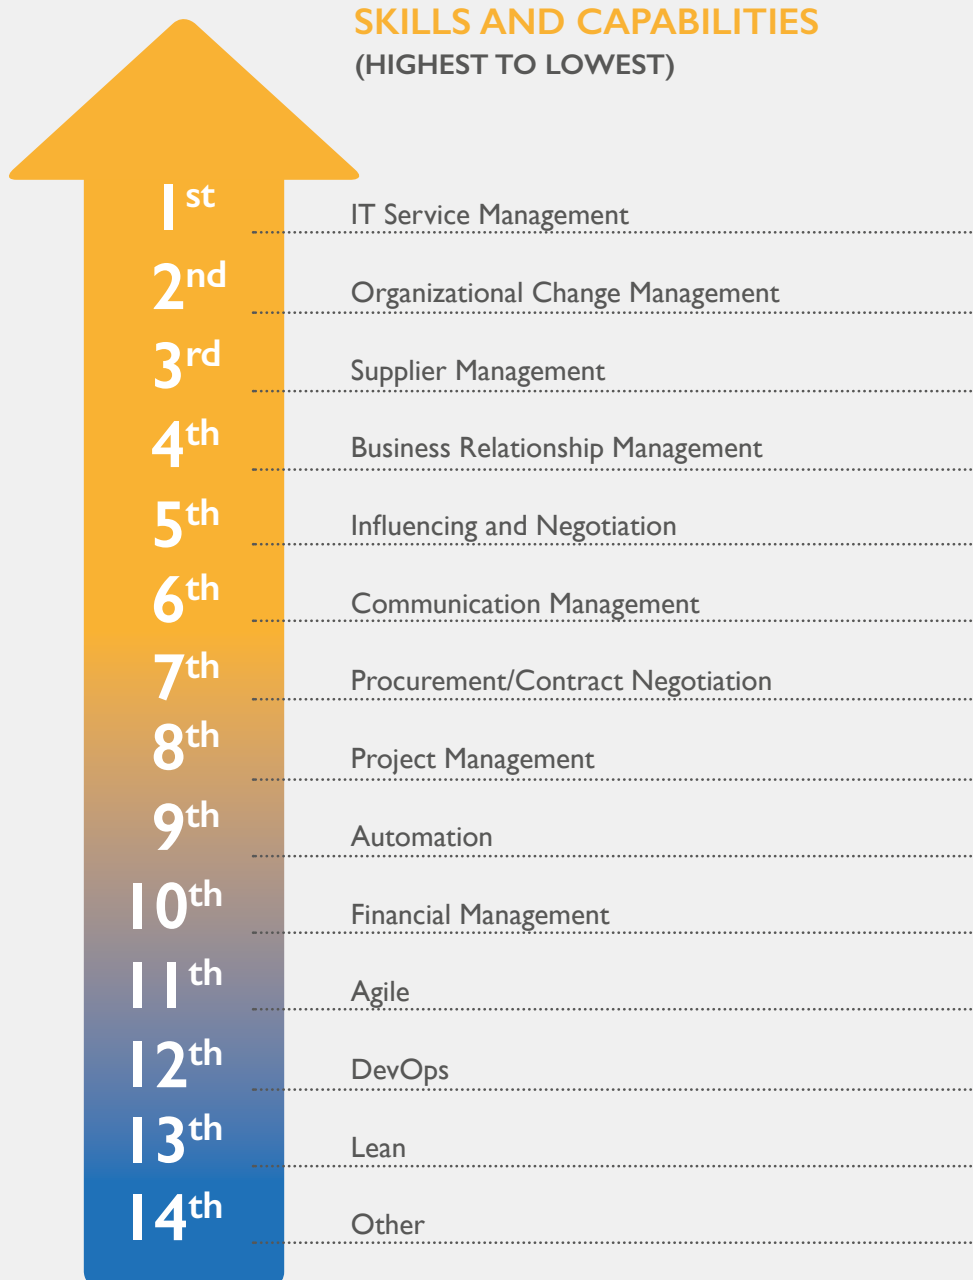 SKILLS AND CAPABILITIES
(HIGHEST TO LOWEST)
1st IT Service Management
2nd Organizational Change Management
3rd Supplier Management
4th Business Relationship Management
5th Influencing and Negotiation
6th Communication Management
7th Procurement/Contract Negotiation
8th Project Management
9th Automation
10th Financial Management
11th Agile
12th DevOps
13th Lean
14th Other